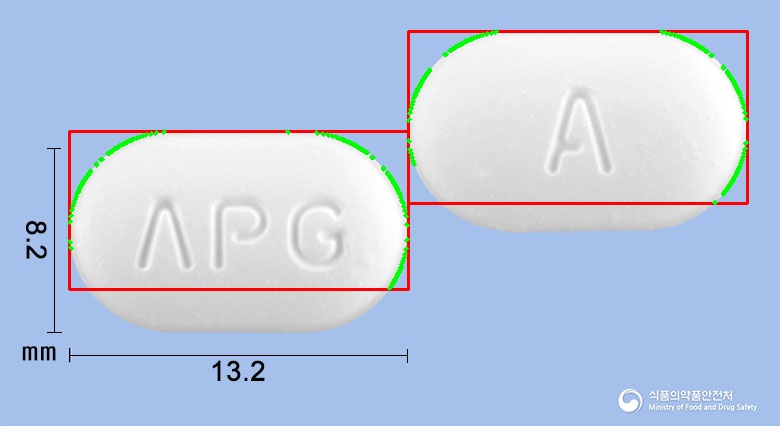 A
APG
8.2
mm
13.2
식품의약품안전처
Ministry of Food and Drug Safety